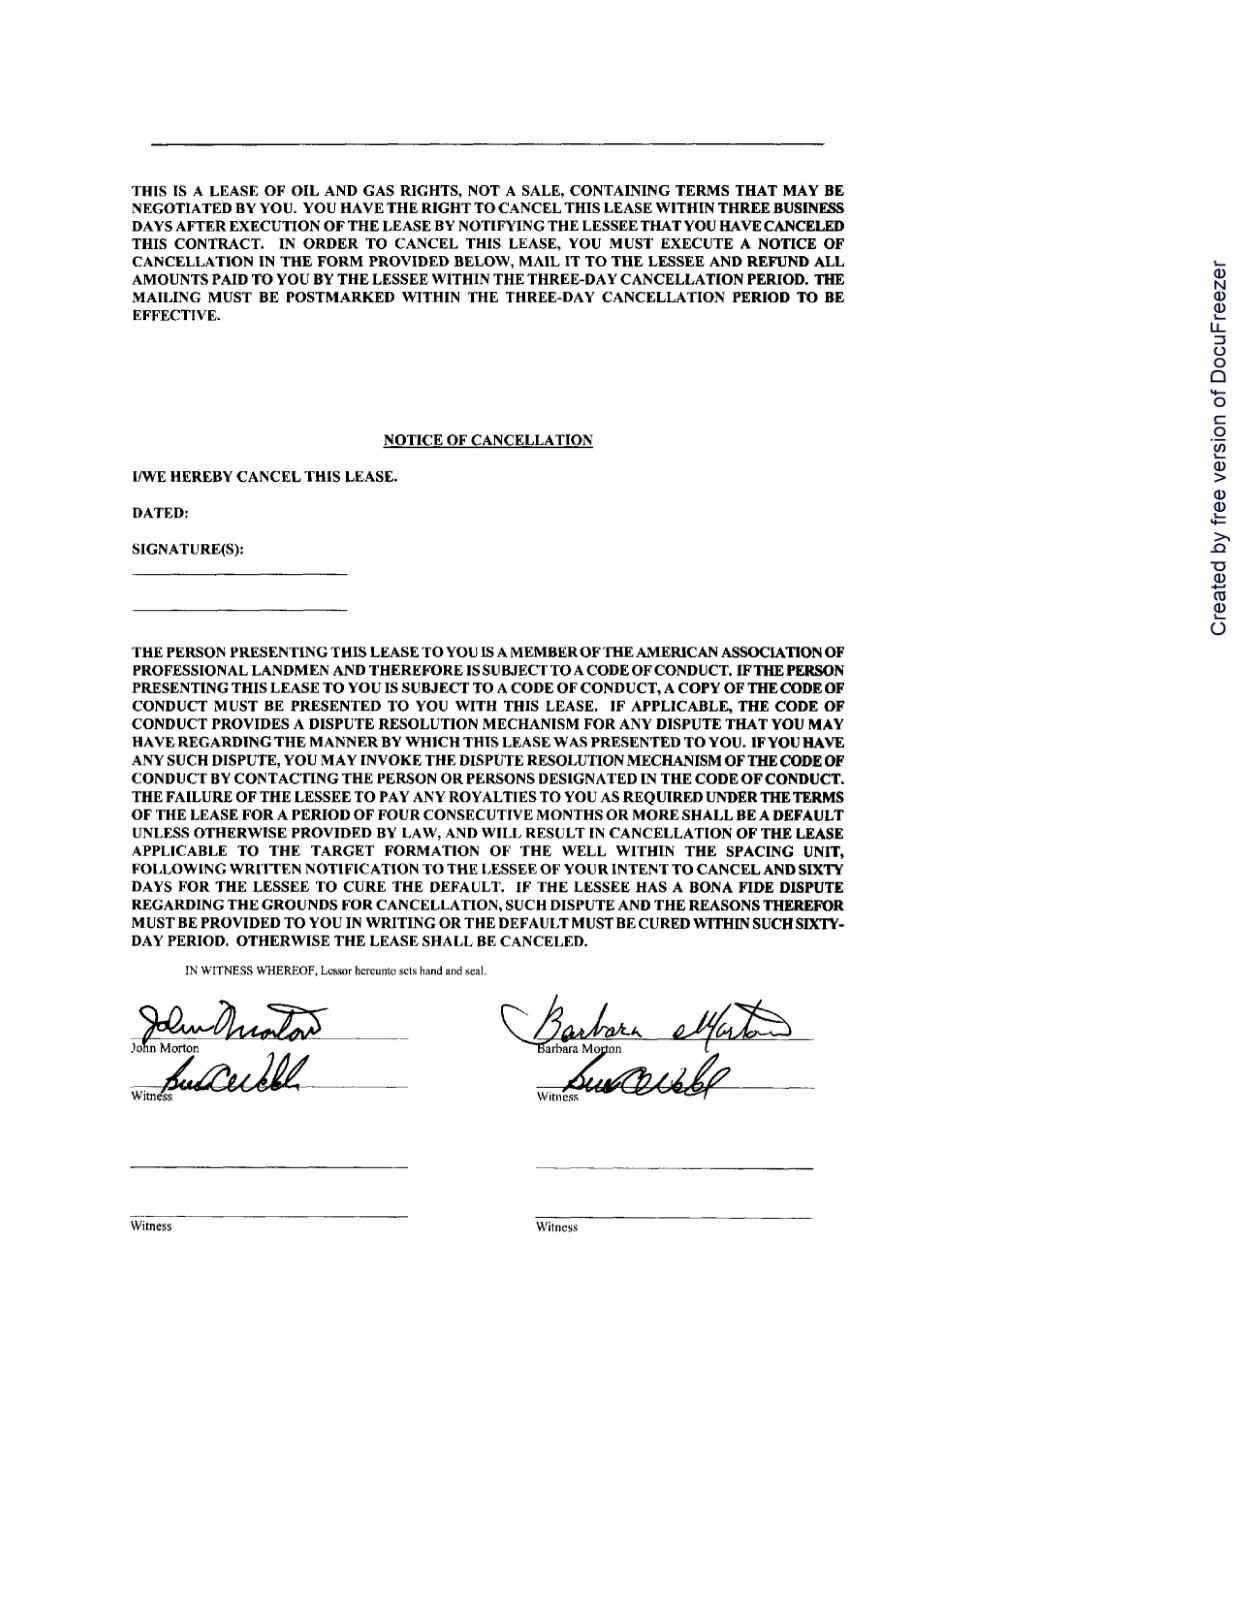 THIS IS A LEASE OF OIL AND GAS RIGHTS, NOT A SALE, CONTAINING TERMS THAT MAY BE
NEGOTIATED BY YOU. YOU HAVE THE RIGHT TO CANCEL THIS LEASE WITHIN THREE BUSINESS
DAYS AFTER EXECUTION OF THE LEASE BY NOTIFYING THE LESSEE THAT YOU HAVE CANCELED
THIS CONTRACT. IN ORDER TO CANCEL THIS LEASE, YOU MUST EXECUTE A NOTICE OF
CANCELLATION IN THE FORM PROVIDED BELOW, MAIL IT TO THE LESSEE AND REFUND ALL
AMOUNTS PAID TO YOU BY THE LESSEE WITHIN THE THREE-DAY CANCELLATION PERIOD. THE
MAILING MUST BE POSTMARKED WITHIN THE THREE-DAY CANCELLATION PERIOD TO BE
EFFECTIVE.
NOTICE OF CANCELLATION
I/WE HEREBY CANCEL THIS LEASE.
DATED:
SIGNATURE(S):
THE PERSON PRESENTING THIS LEASE TO YOU IS A MEMBER OF THE AMERICAN ASSOCIATION OF
PROFESSIONAL LANDMEN AND THEREFORE IS SUBJECT TO A CODE OF CONDUCT. IF THE PERSON
PRESENTING THIS LEASE TO YOU IS SUBJECT TO A CODE OF CONDUCT, A COPY OF THE CODE OF
CONDUCT MUST BE PRESENTED TO YOU WITH THIS LEASE. IF APPLICABLE, THE CODE OF
CONDUCT PROVIDES A DISPUTE RESOLUTION MECHANISM FOR ANY DISPUTE THAT YOU MAY
HAVE REGARDING THE MANNER BY WHICH THIS LEASE WAS PRESENTED TO YOU. IF YOU HAVE
ANY SUCH DISPUTE, YOU MAY INVOKE THE DISPUTE RESOLUTION MECHANISM OF THE CODE OF
CONDUCT BY CONTACTING THE PERSON OR PERSONS DESIGNATED IN THE CODE OF CONDUCT.
THE FAILURE OF THE LESSEE TO PAY ANY ROYALTIES TO YOU AS REQUIRED UNDER THE TERMS
OF THE LEASE FOR A PERIOD OF FOUR CONSECUTIVE MONTHS OR MORE SHALL BE A DEFAULT
UNLESS OTHERWISE PROVIDED BY LAW, AND WILL RESULT IN CANCELLATION OF THE LEASE
APPLICABLE TO THE TARGET FORMATION OF THE WELL WITHIN THE SPACING UNIT,
FOLLOWING WRITTEN NOTIFICATION TO THE LESSEE OF YOUR INTENT TO CANCEL AND SIXTY
DAYS FOR THE LESSEE TO CURE THE DEFAULT. IF THE LESSEE HAS A BONA FIDE DISPUTE
REGARDING THE GROUNDS FOR CANCELLATION, SUCH DISPUTE AND THE REASONS THEREFOR
MUST BE PROVIDED TO YOU IN WRITING OR THE DEFAULT MUST BE CURED WITHIN SUCH SIXTY-
DAY PERIOD. OTHERWISE THE LEASE SHALL BE CANCELED.
IN WITNESS WHEREOF, Lessor hereunto sets hand and seal.
John Morton Barbara Morton
John Morton Barbara Morton
Witness Witness
Witness Witness
Created by free version of DocuFreezer